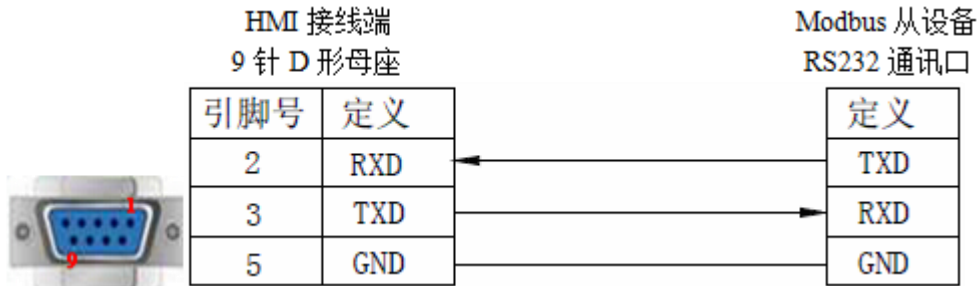 HMI 接线端 Modbus 从设备
9 针 D 形母座 RS232 通讯口
引脚号 定义 定义
2 RXD TXD
1
3 TXD RXD
9
5 GND GND